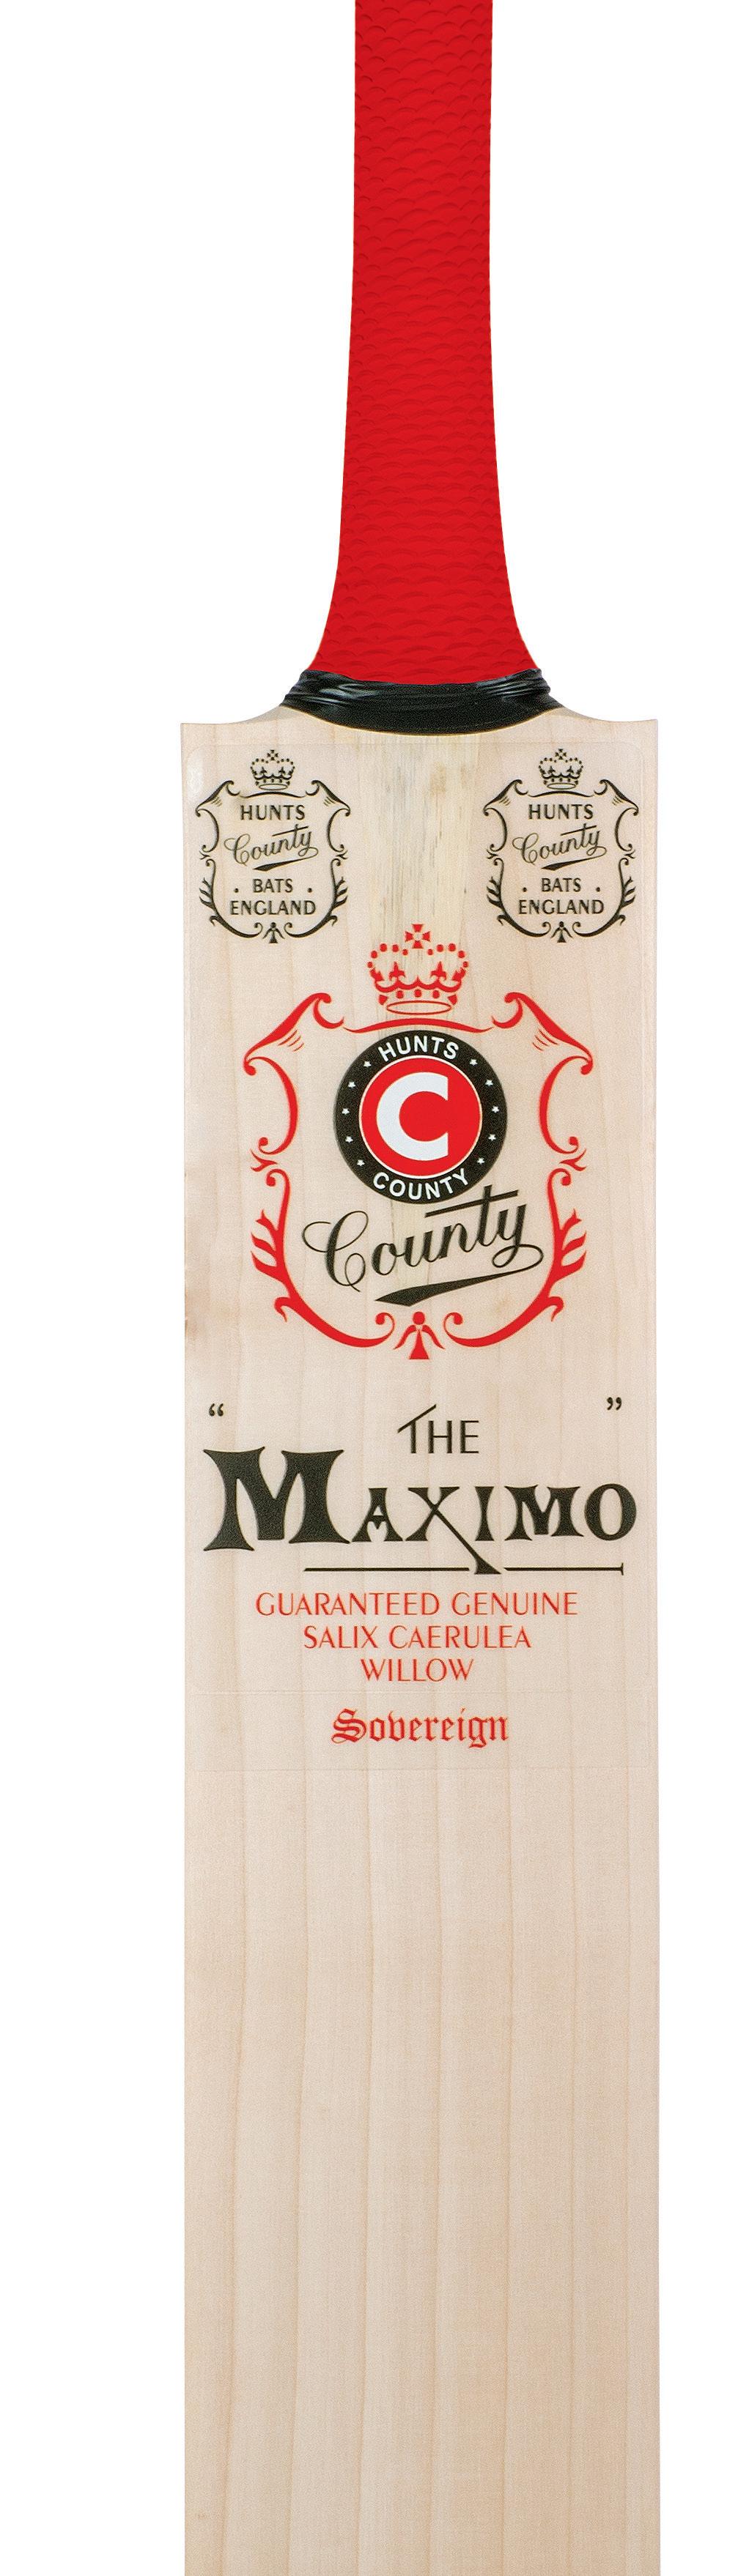 HUNTS
County
• BATS •
ENGLAND
HUNTS
County
• BATS •
ENGLAND
HUNTS
C
COUNTY
County
“ THE ”
MAXIMO
GUARANTEED GENUINE
SALIX CAERULEA
WILLOW
Sovereign